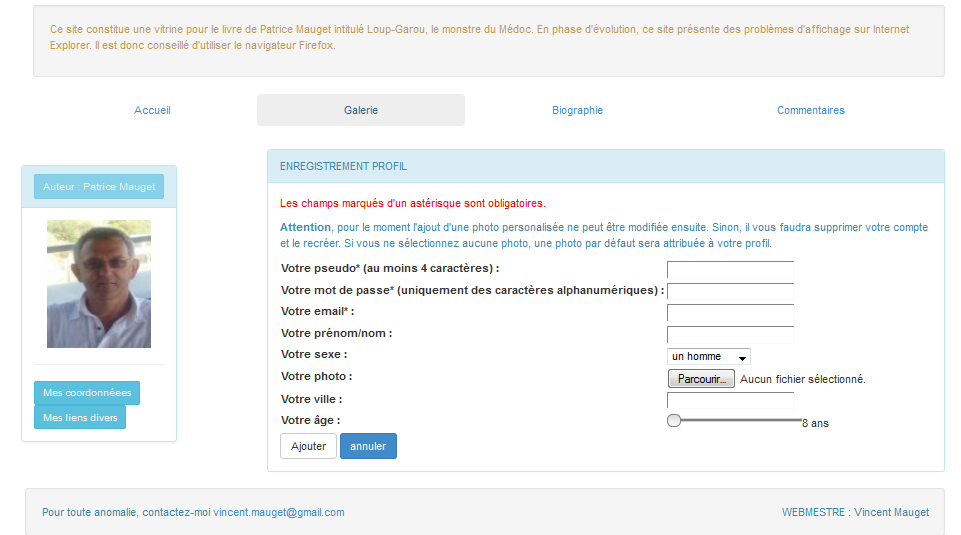 Ce site constitue une vitrine pour le livre de Patrice Mauget intitulé Loup-Garou, le monstre du Médoc. En phase d'évolution, ce site présente des problèmes d'affichage sur Internet
Explorer. Il est donc conseillé d'utiliser le navigateur Firefox.
Accueil
Galerie
Biographie
Commentaires
Auteur : Patrice Mauget
Mes coordonnéees
Mes liens divers
ENREGISTREMENT PROFIL
Les champs marqués d'un astérisque sont obligatoires.
Attention, pour le moment l'ajout d'une photo personalisée ne peut être modifiée ensuite. Sinon, il vous faudra supprimer votre compte
et le recréer. Si vous ne sélectionnez aucune photo, une photo par défaut sera attribuée à votre profil.
Votre pseudo* (au moins 4 caractères) :
Votre mot de passe* (uniquement des caractères alphanumériques) :
Votre email* :
Votre prénom/nom :
Votre sexe : un homme
Votre photo : Parcourir... Aucun fichier sélectionné.
Votre ville :
Votre âge : 8 ans
Ajouter annuler
Pour toute anomalie, contactez-moi vincent.mauget@gmail.com
WEBMESTRE : Vincent Mauget